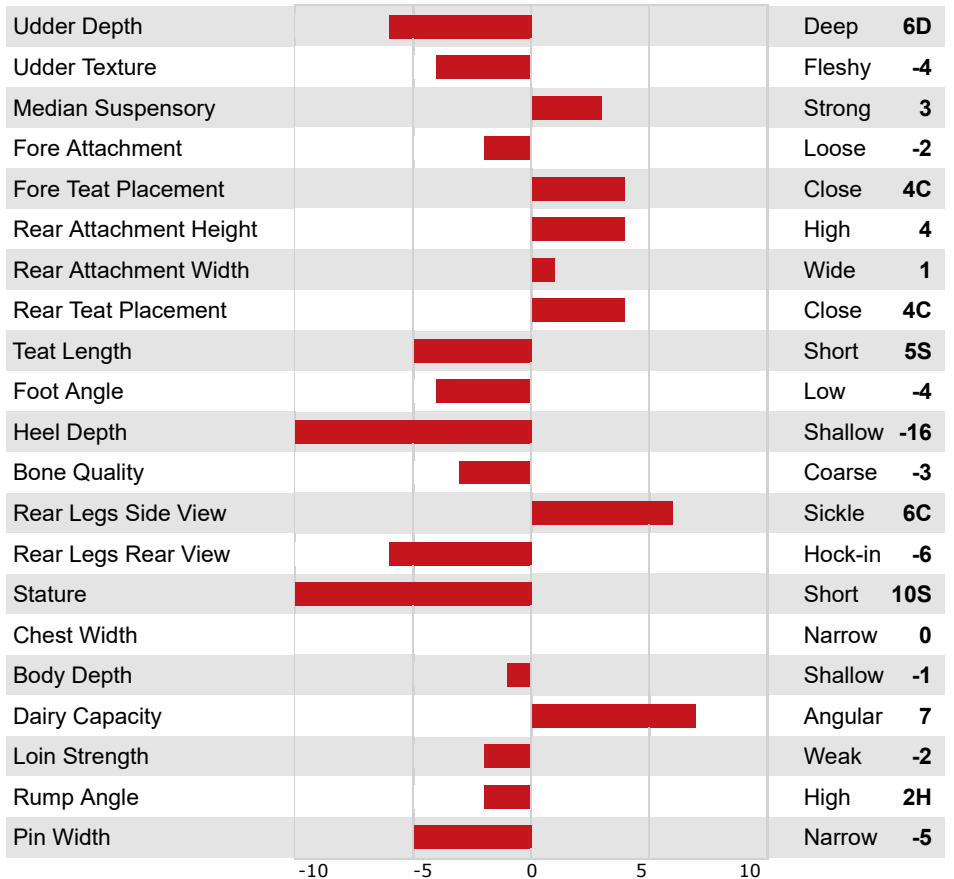 Udder Depth Deep 6D
Udder Texture Fleshy -4
Median Suspensory Strong 3
Fore Attachment Loose -2
Fore Teat Placement Close 4C
Rear Attachment Height High 4
Rear Attachment Width Wide 1
Rear Teat Placement Close 4C
Teat Length Short 5S
Foot Angle Low -4
Heel Depth Shallow -16
Bone Quality Coarse -3
Rear Legs Side View Sickle 6C
Rear Legs Rear View Hock-in -6
Stature Short 10S
Chest Width Narrow 0
Body Depth Shallow -1
Dairy Capacity Angular 7
Loin Strength Weak -2
Rump Angle High 2H
Pin Width Narrow -5
-10 -5 0 5 10